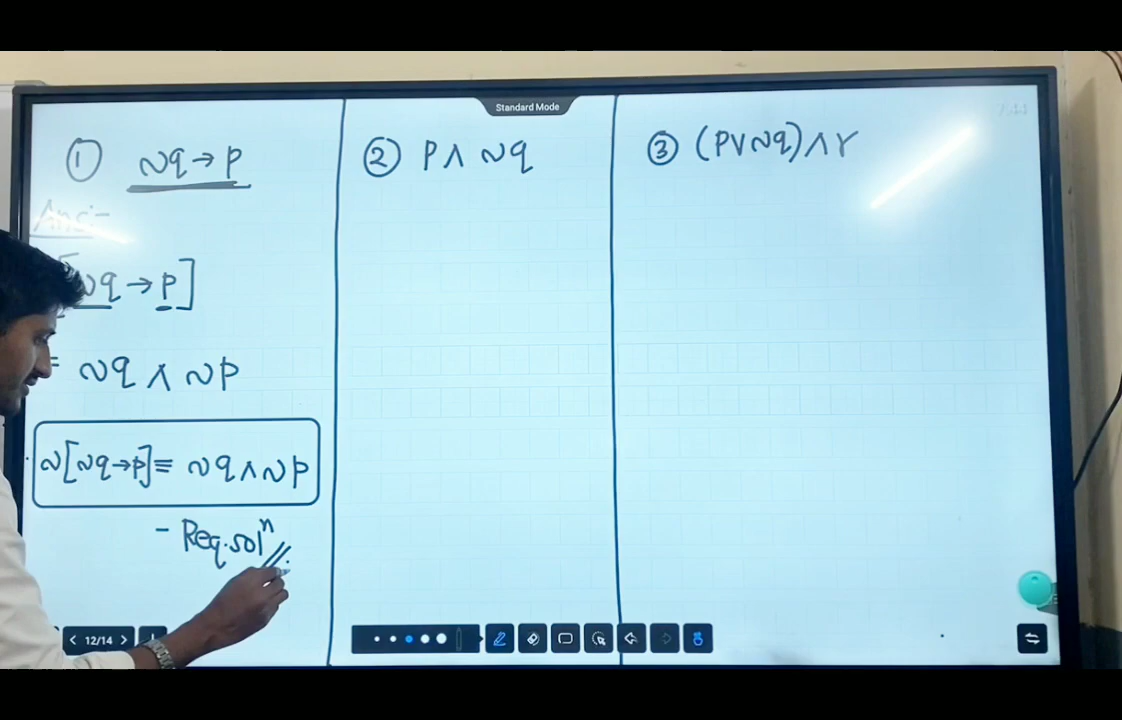 Standard Mode
① ~q → p
Ans:-
~q → p]
≡ ~q ∧ ~p
~[~q→p] ≡ ~q ∧ ~p
- Req. solⁿ
② p ∧ ~q
③ (p ∨ ~q) ∧ r
12/14